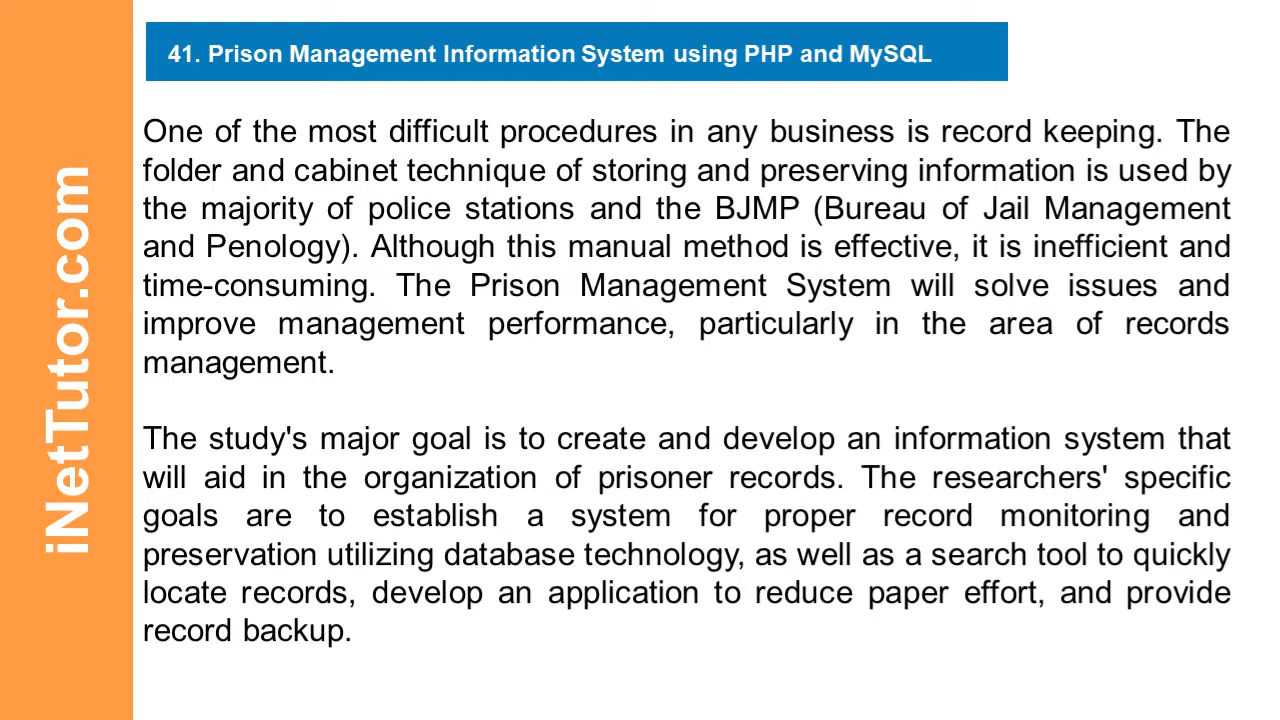 41. Prison Management Information System using PHP and MySQL
One of the most difficult procedures in any business is record keeping. The
folder and cabinet technique of storing and preserving information is used by
the majority of police stations and the BJMP (Bureau of Jail Management
and Penology). Although this manual method is effective, it is inefficient and
time-consuming. The Prison Management System will solve issues and
improve management performance, particularly in the area of records
management.
The study's major goal is to create and develop an information system that
will aid in the organization of prisoner records. The researchers' specific
goals are to establish a system for proper record monitoring and
preservation utilizing database technology, as well as a search tool to quickly
locate records, develop an application to reduce paper effort, and provide
record backup.
iNetTutor.com